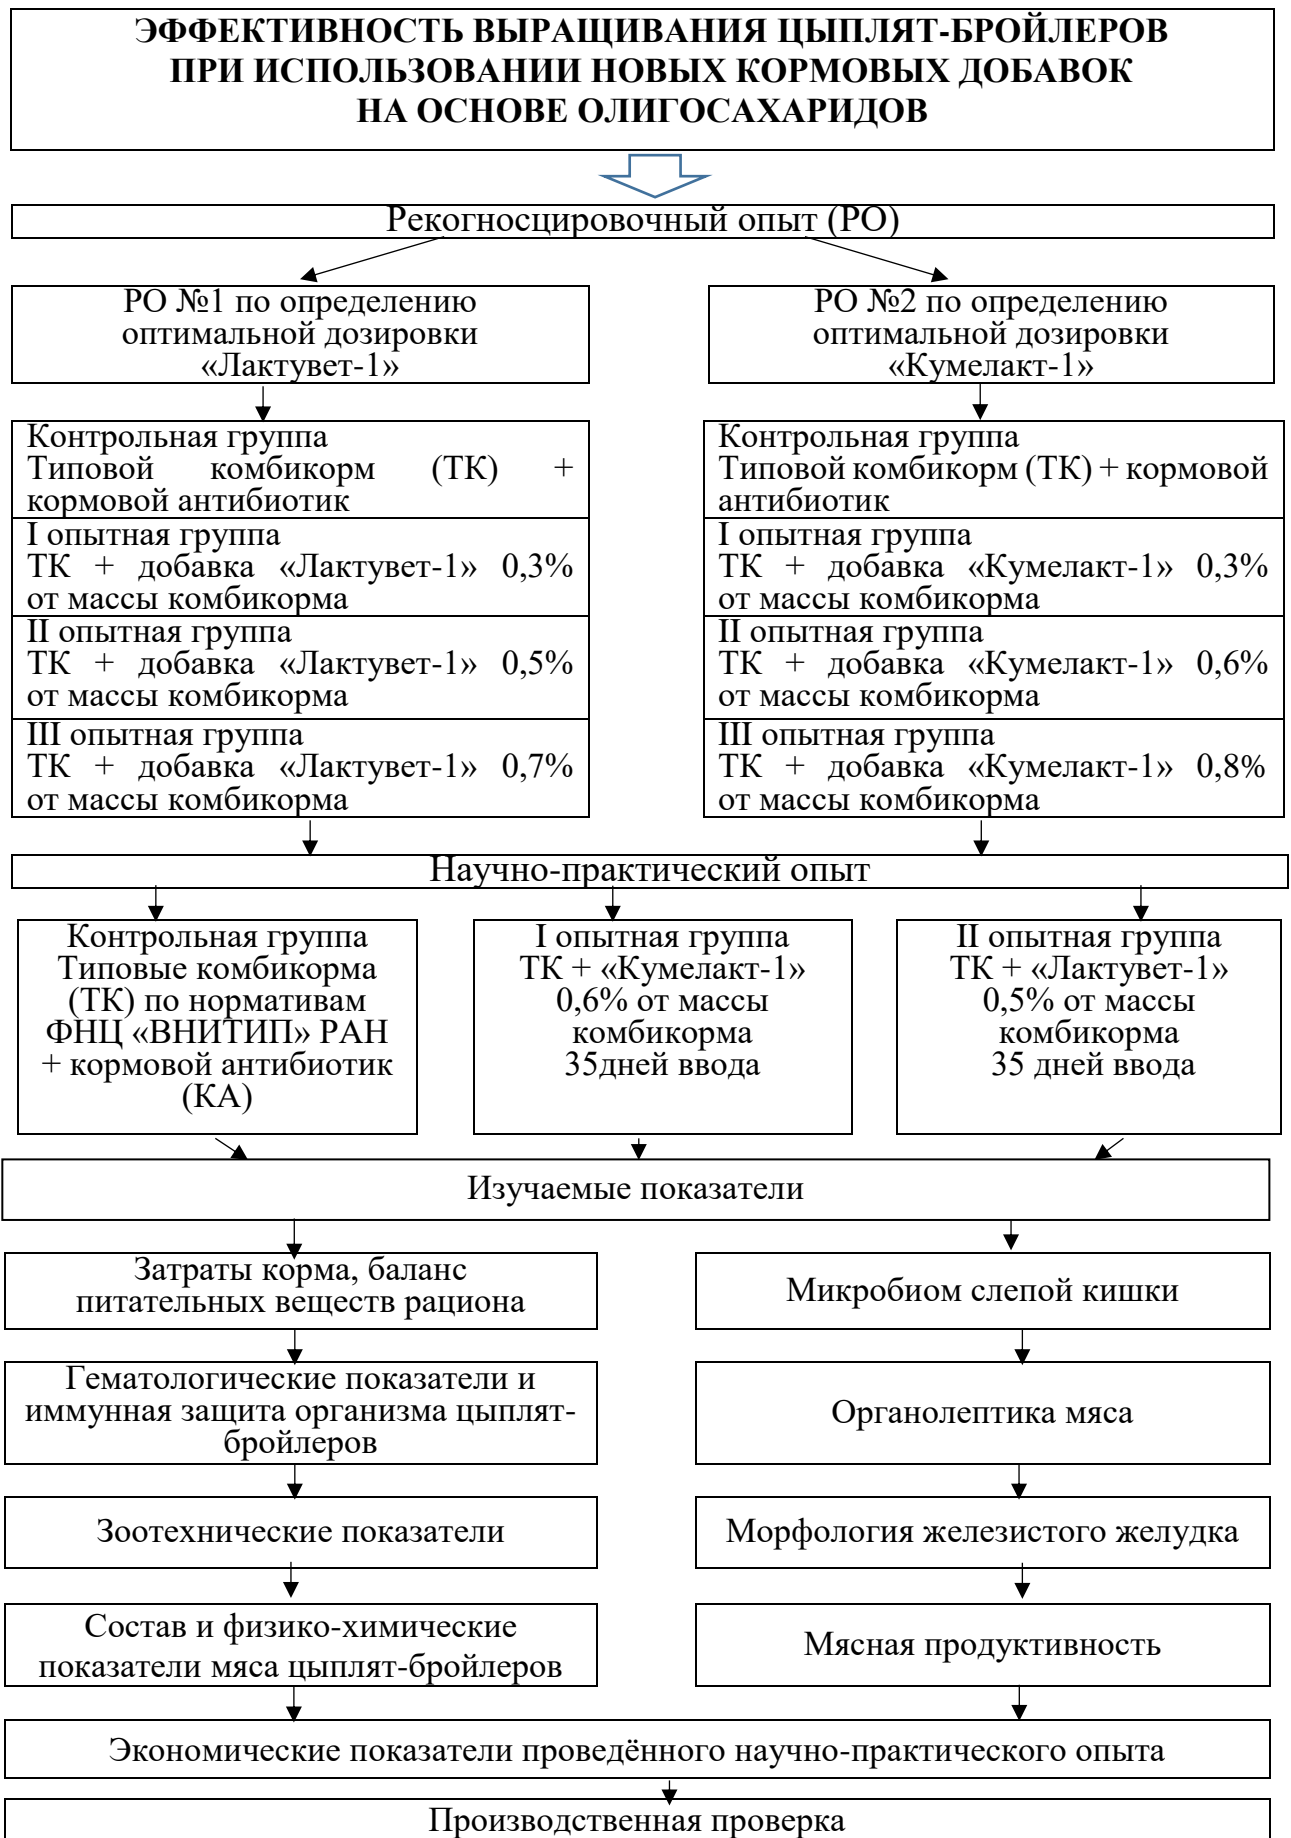 ЭФФЕКТИВНОСТЬ ВЫРАЩИВАНИЯ ЦЫПЛЯТ-БРОЙЛЕРОВ
ПРИ ИСПОЛЬЗОВАНИИ НОВЫХ КОРМОВЫХ ДОБАВОК
НА ОСНОВЕ ОЛИГОСАХАРИДОВ
Рекогносцировочный опыт (РО)
РО №1 по определению
оптимальной дозировки
«Лактувет-1»
РО №2 по определению
оптимальной дозировки
«Кумелакт-1»
Контрольная группа
Типовой комбикорм (ТК) +
кормовой антибиотик
I опытная группа
ТК + добавка «Лактувет-1» 0,3%
от массы комбикорма
II опытная группа
ТК + добавка «Лактувет-1» 0,5%
от массы комбикорма
III опытная группа
ТК + добавка «Лактувет-1» 0,7%
от массы комбикорма
Контрольная группа
Типовой комбикорм (ТК) + кормовой
антибиотик
I опытная группа
ТК + добавка «Кумелакт-1» 0,3%
от массы комбикорма
II опытная группа
ТК + добавка «Кумелакт-1» 0,6%
от массы комбикорма
III опытная группа
ТК + добавка «Кумелакт-1» 0,8%
от массы комбикорма
Научно-практический опыт
Контрольная группа
Типовые комбикорма
(ТК) по нормативам
ФНЦ «ВНИТИП» РАН
+ кормовой антибиотик
(КА)
I опытная группа
ТК + «Кумелакт-1»
0,6% от массы
комбикорма
35дней ввода
II опытная группа
ТК + «Лактувет-1»
0,5% от массы
комбикорма
35 дней ввода
Изучаемые показатели
Затраты корма, баланс
питательных веществ рациона
Микробиом слепой кишки
Гематологические показатели и
иммунная защита организма цыплят-
бройлеров
Органолептика мяса
Зоотехнические показатели
Морфология железистого желудка
Состав и физико-химические
показатели мяса цыплят-бройлеров
Мясная продуктивность
Экономические показатели проведённого научно-практического опыта
Производственная проверка